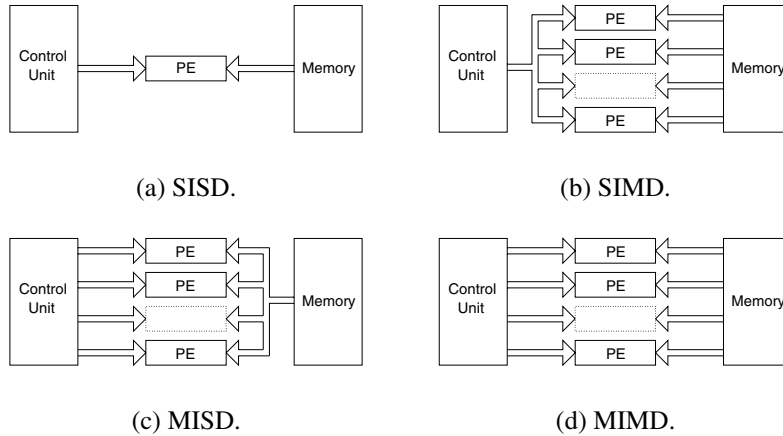 Control
Unit
PE
Memory
(a) SISD.
Control
Unit
PE
PE
PE
Memory
(b) SIMD.
Control
Unit
PE
PE
PE
Memory
(c) MISD.
Control
Unit
PE
PE
PE
Memory
(d) MIMD.